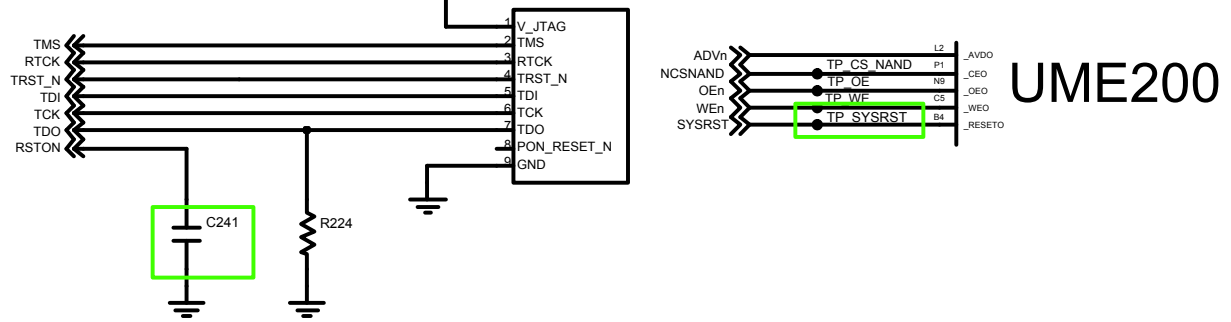 TMS
RTCK
TRST_N
TDI
TCK
TDO
RSTON
1 V_JTAG
2 TMS
3 RTCK
4 TRST_N
5 TDI
6 TCK
7 TDO
8 PON_RESET_N
9 GND
C241
R224
ADVn L2 _AVDO
NCSNAND TP_CS_NAND P1 _CEO
OEn TP_OE N9 _OEO
WEn TP_WE C5 _WEO
SYSRST TP_SYSRST B4 _RESETO
UME200